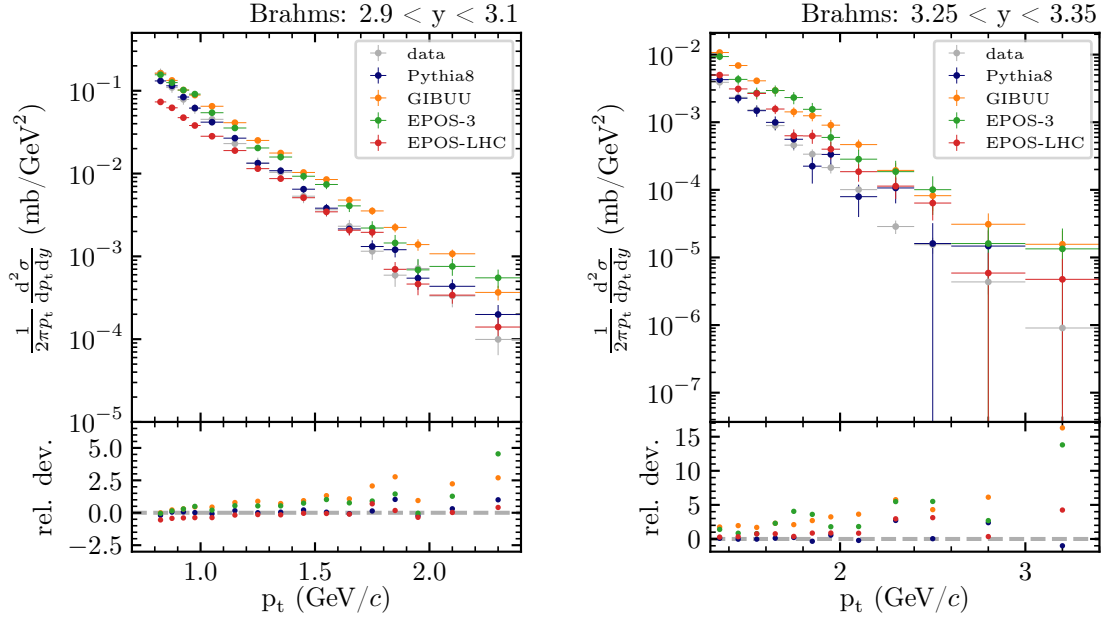 Brahms: 2.9 < y < 3.1
10⁻¹
10⁻²
10⁻³
10⁻⁴
10⁻⁵
1/(2πpₜ) d²σ/(dpₜdy) (mb/GeV²)
data
Pythia8
GIBUU
EPOS-3
EPOS-LHC
5.0
2.5
0.0
−2.5
rel. dev.
1.0
1.5
2.0
pₜ (GeV/c)
Brahms: 3.25 < y < 3.35
10⁻²
10⁻³
10⁻⁴
10⁻⁵
10⁻⁶
10⁻⁷
1/(2πpₜ) d²σ/(dpₜdy) (mb/GeV²)
data
Pythia8
GIBUU
EPOS-3
EPOS-LHC
15
10
5
0
rel. dev.
2
3
pₜ (GeV/c)